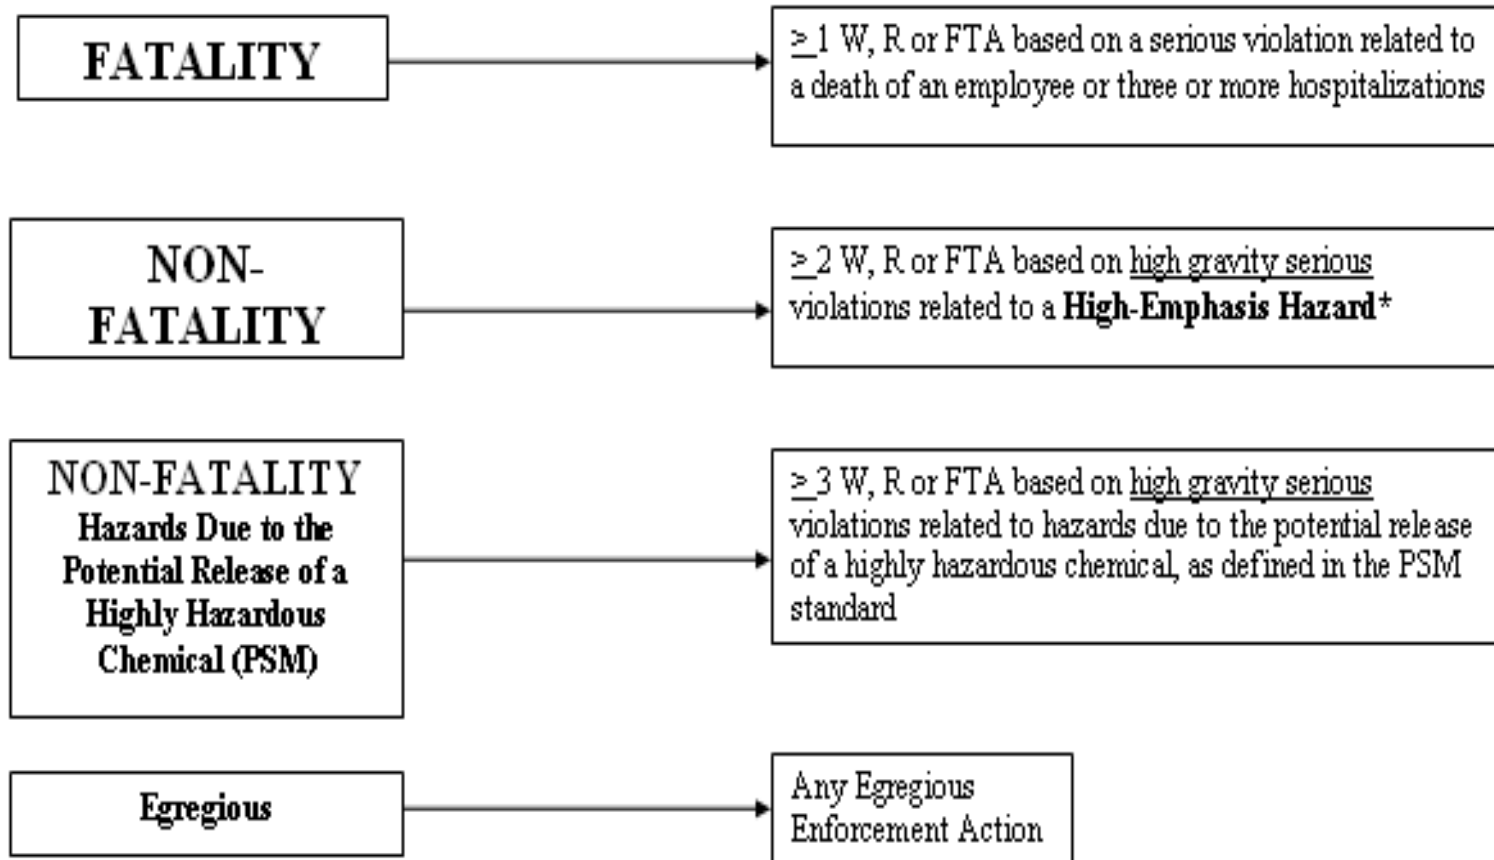 FATALITY
≥ 1 W, R or FTA based on a serious violation related to
a death of an employee or three or more hospitalizations
NON-
FATALITY
≥ 2 W, R or FTA based on high gravity serious
violations related to a High-Emphasis Hazard*
NON-FATALITY
Hazards Due to the
Potential Release of a
Highly Hazardous
Chemical (PSM)
≥ 3 W, R or FTA based on high gravity serious
violations related to hazards due to the potential release
of a highly hazardous chemical, as defined in the PSM
standard
Egregious
Any Egregious
Enforcement Action